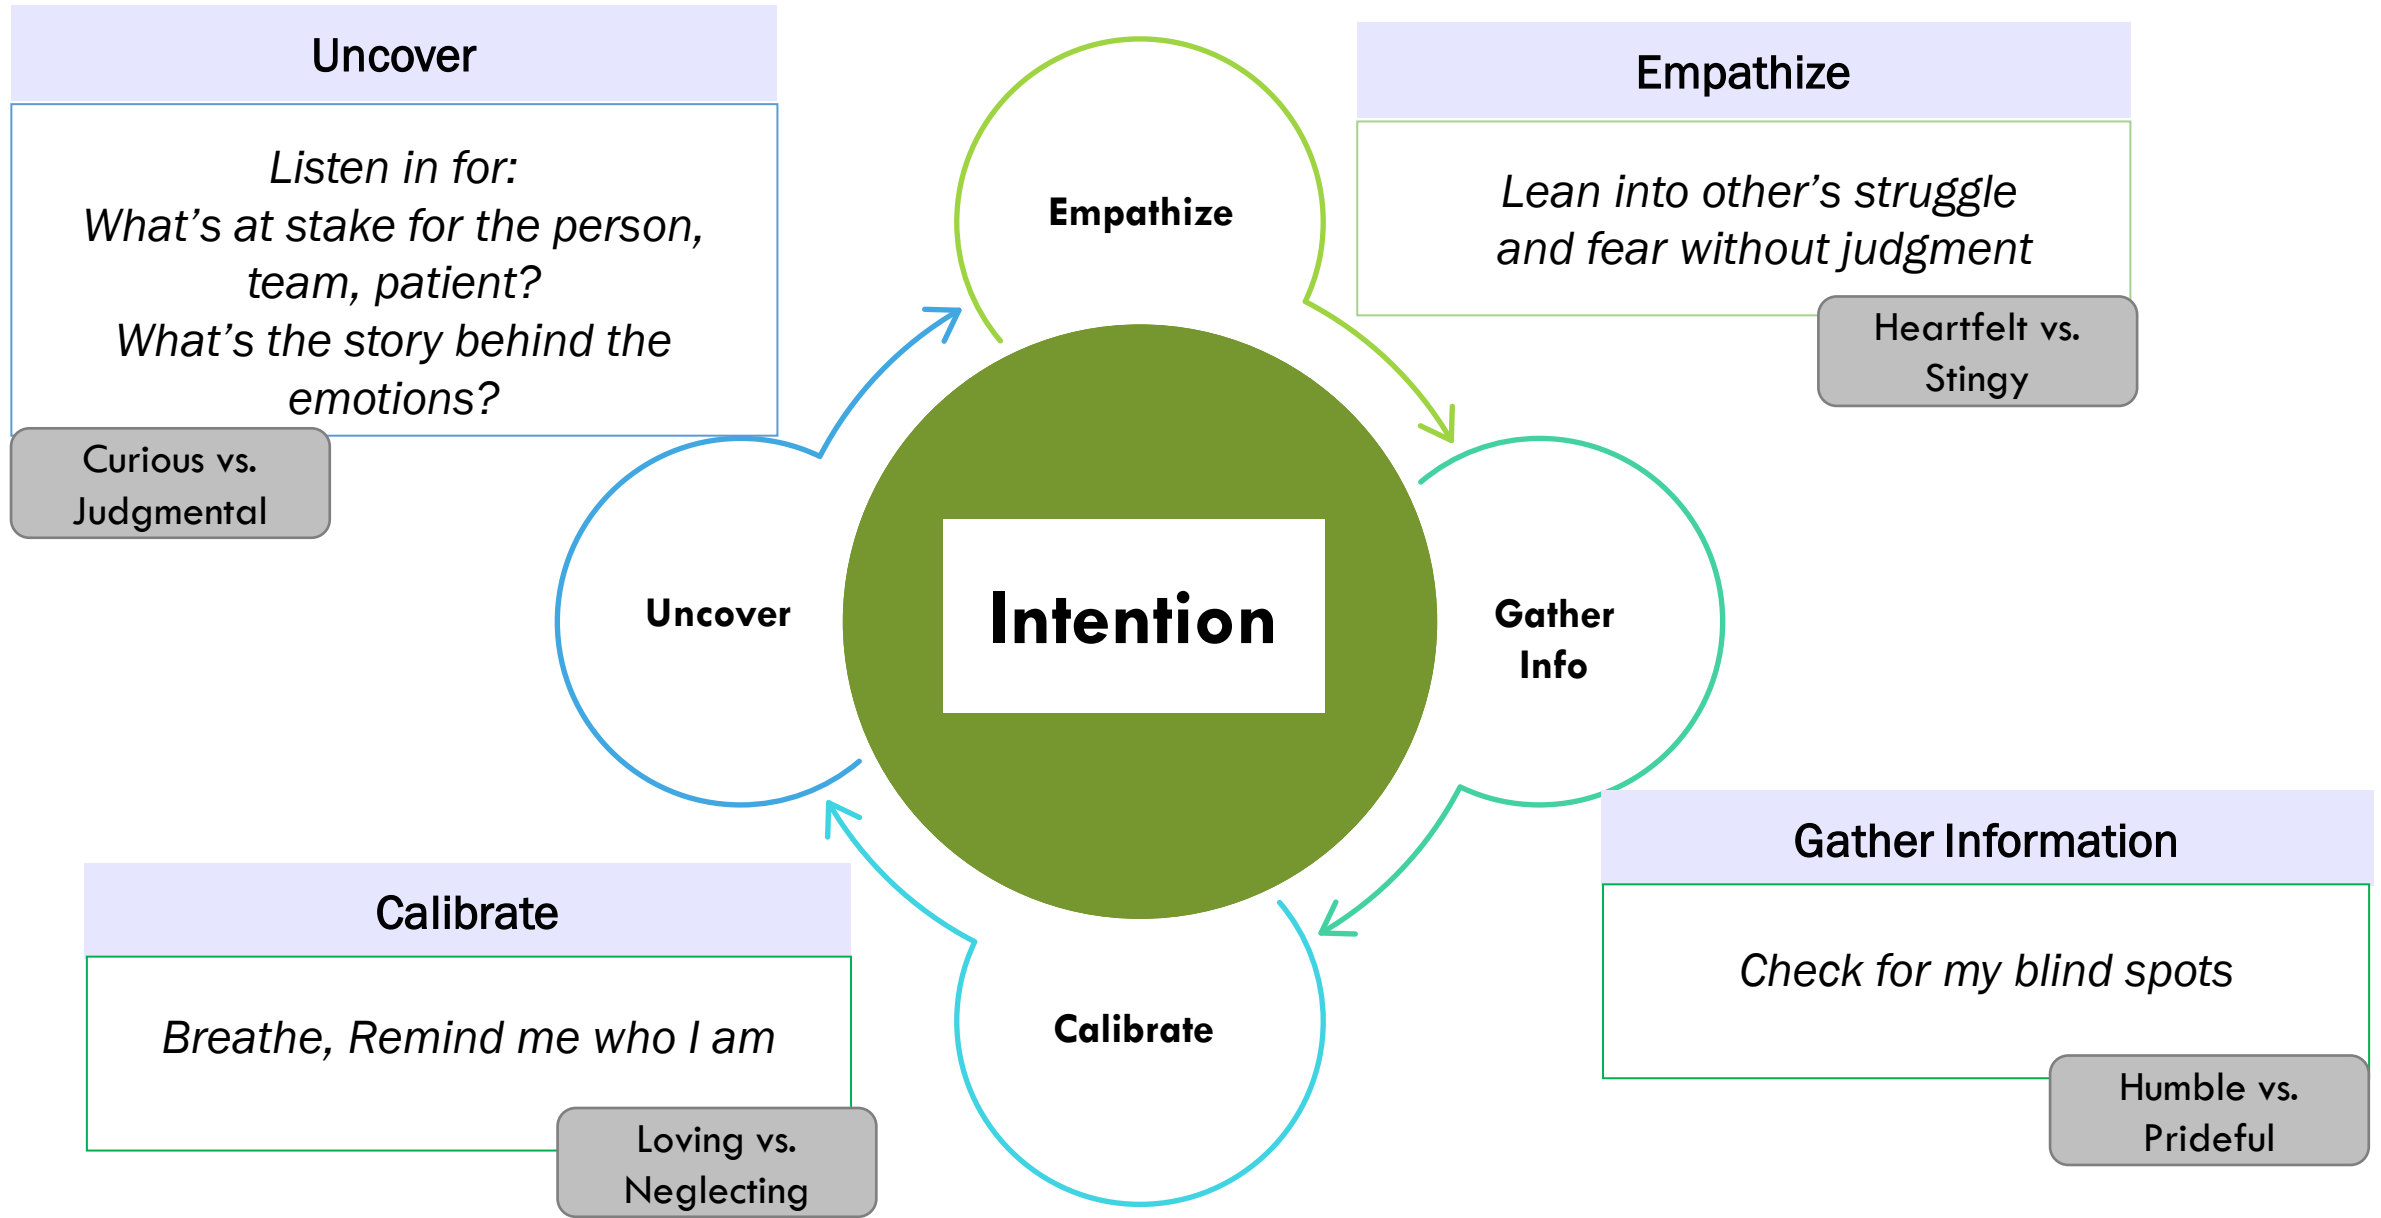 Uncover
Listen in for:
What's at stake for the person,
team, patient?
What's the story behind the
emotions?
Curious vs.
Judgmental
Empathize
Lean into other's struggle
and fear without judgment
Heartfelt vs.
Stingy
Empathize
Uncover
Intention
Gather
Info
Calibrate
Calibrate
Breathe, Remind me who I am
Loving vs.
Neglecting
Gather Information
Check for my blind spots
Humble vs.
Prideful